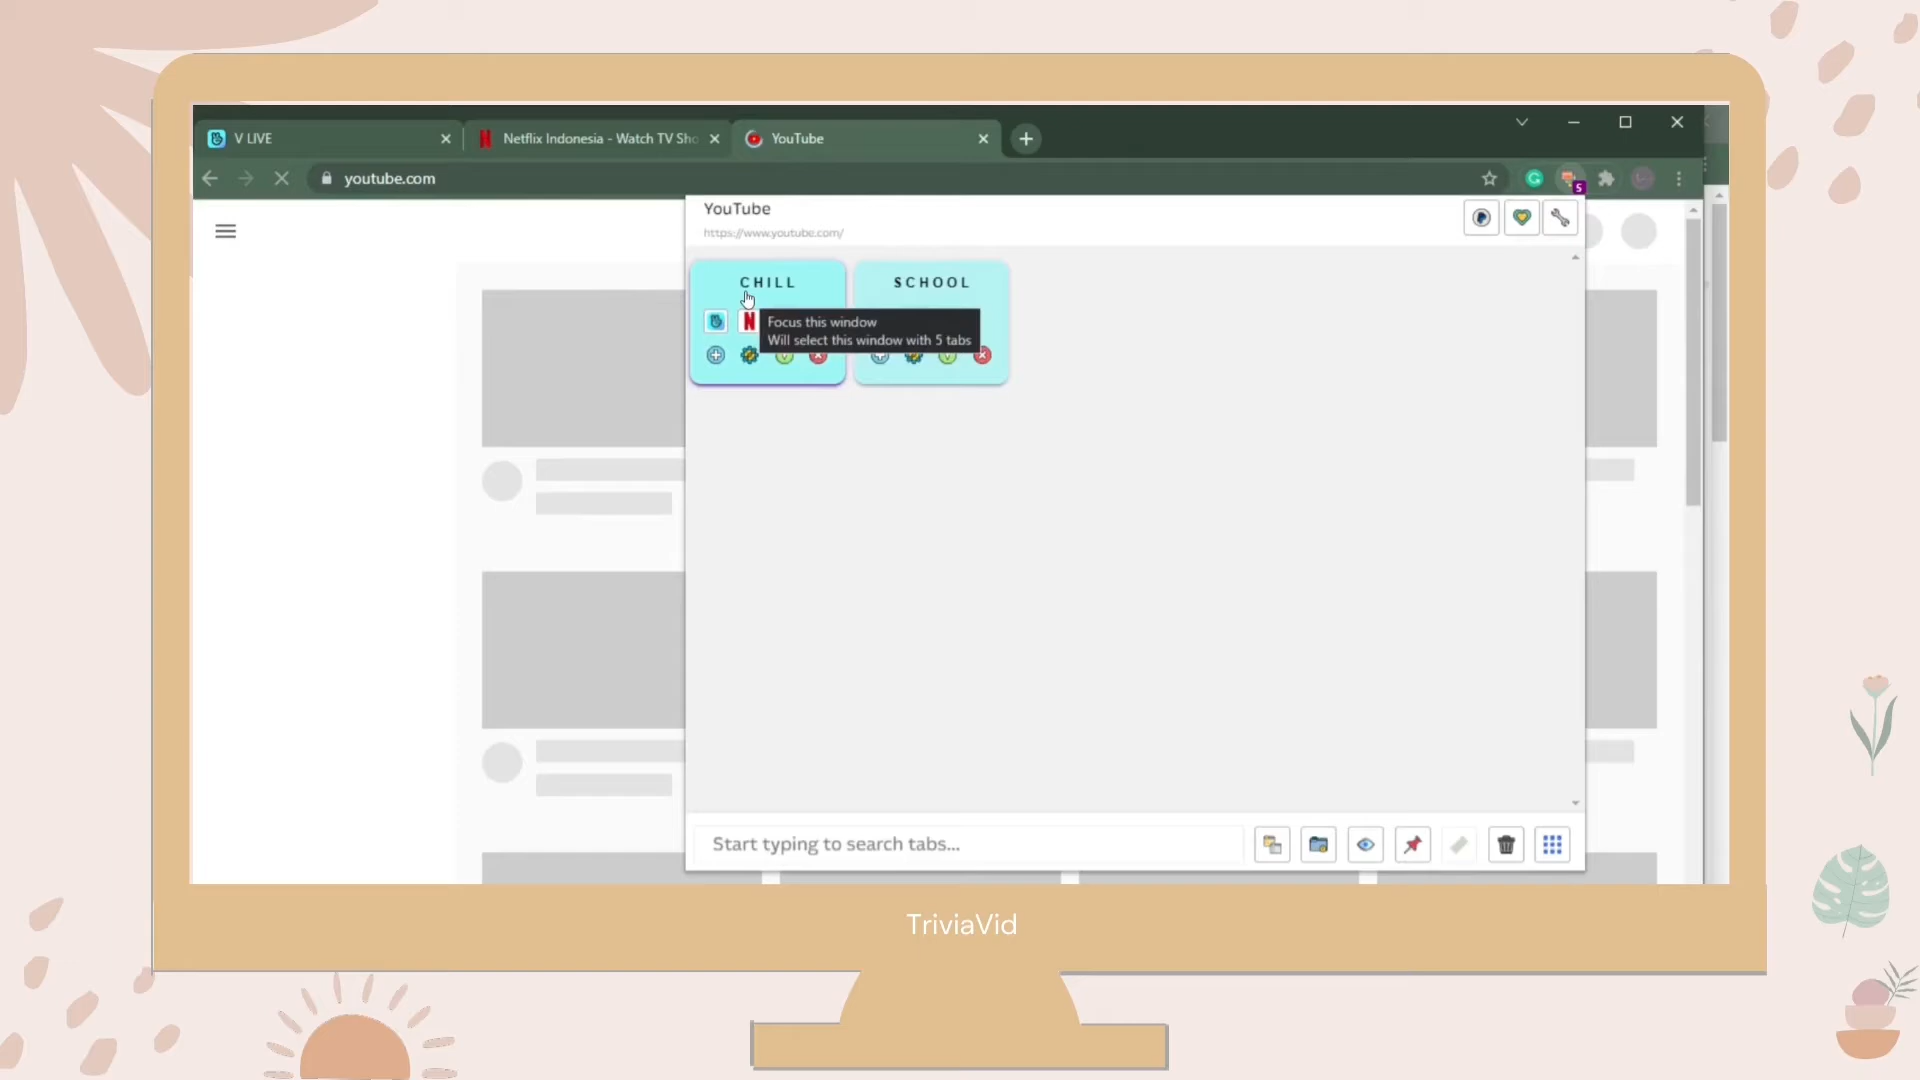 V LIVE
Netflix Indonesia - Watch TV Sho
YouTube
youtube.com
5
YouTube
https://www.youtube.com/
CHILL
SCHOOL
N
Focus this window
Will select this window with 5 tabs
Start typing to search tabs...
TriviaVid